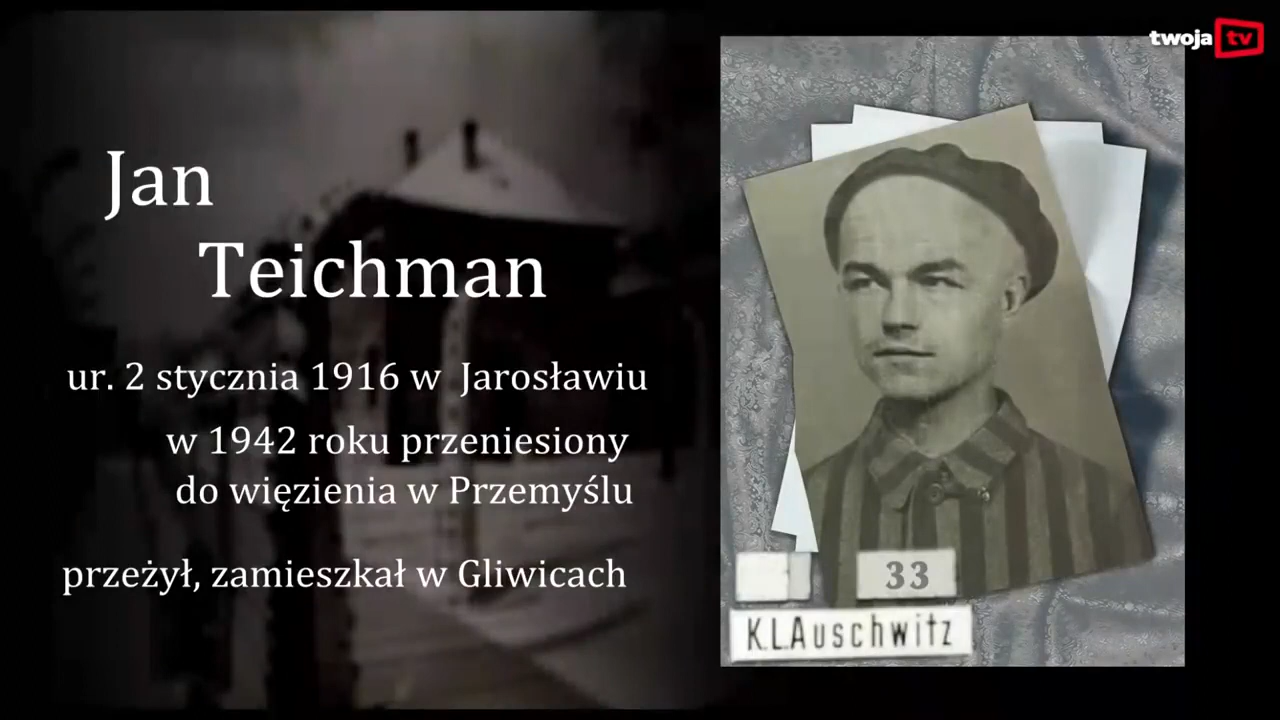 twoja tv
Jan
Teichman
ur. 2 stycznia 1916 w Jarosławiu
w 1942 roku przeniesiony
do więzienia w Przemyślu
przeżył, zamieszkał w Gliwicach
33
K.L.Auschwitz